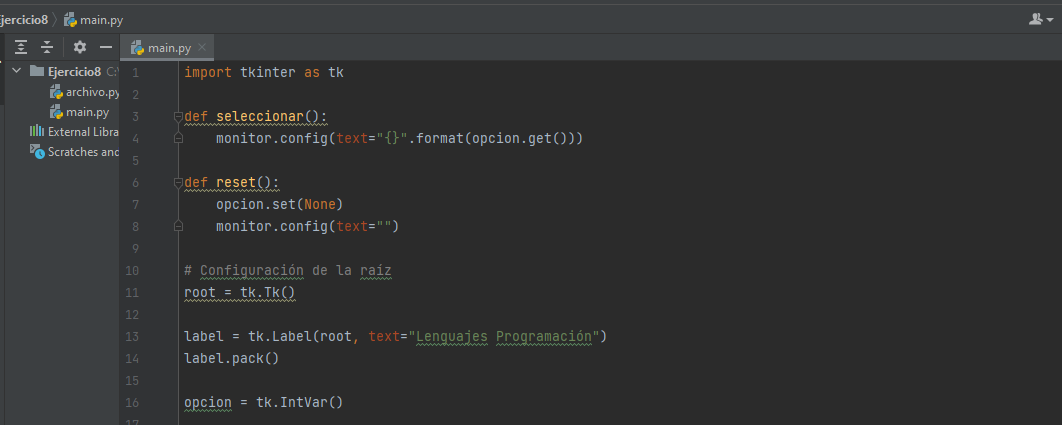 Ejercicio8 main.py
main.py
Ejercicio8 C:\
archivo.py
main.py
External Libra
Scratches and
1 import tkinter as tk
2
3 def seleccionar():
4 monitor.config(text="{}".format(opcion.get()))
5
6 def reset():
7 opcion.set(None)
8 monitor.config(text="")
9
10 # Configuración de la raíz
11 root = tk.Tk()
12
13 label = tk.Label(root, text="Lenguajes Programación")
14 label.pack()
15
16 opcion = tk.IntVar()
17